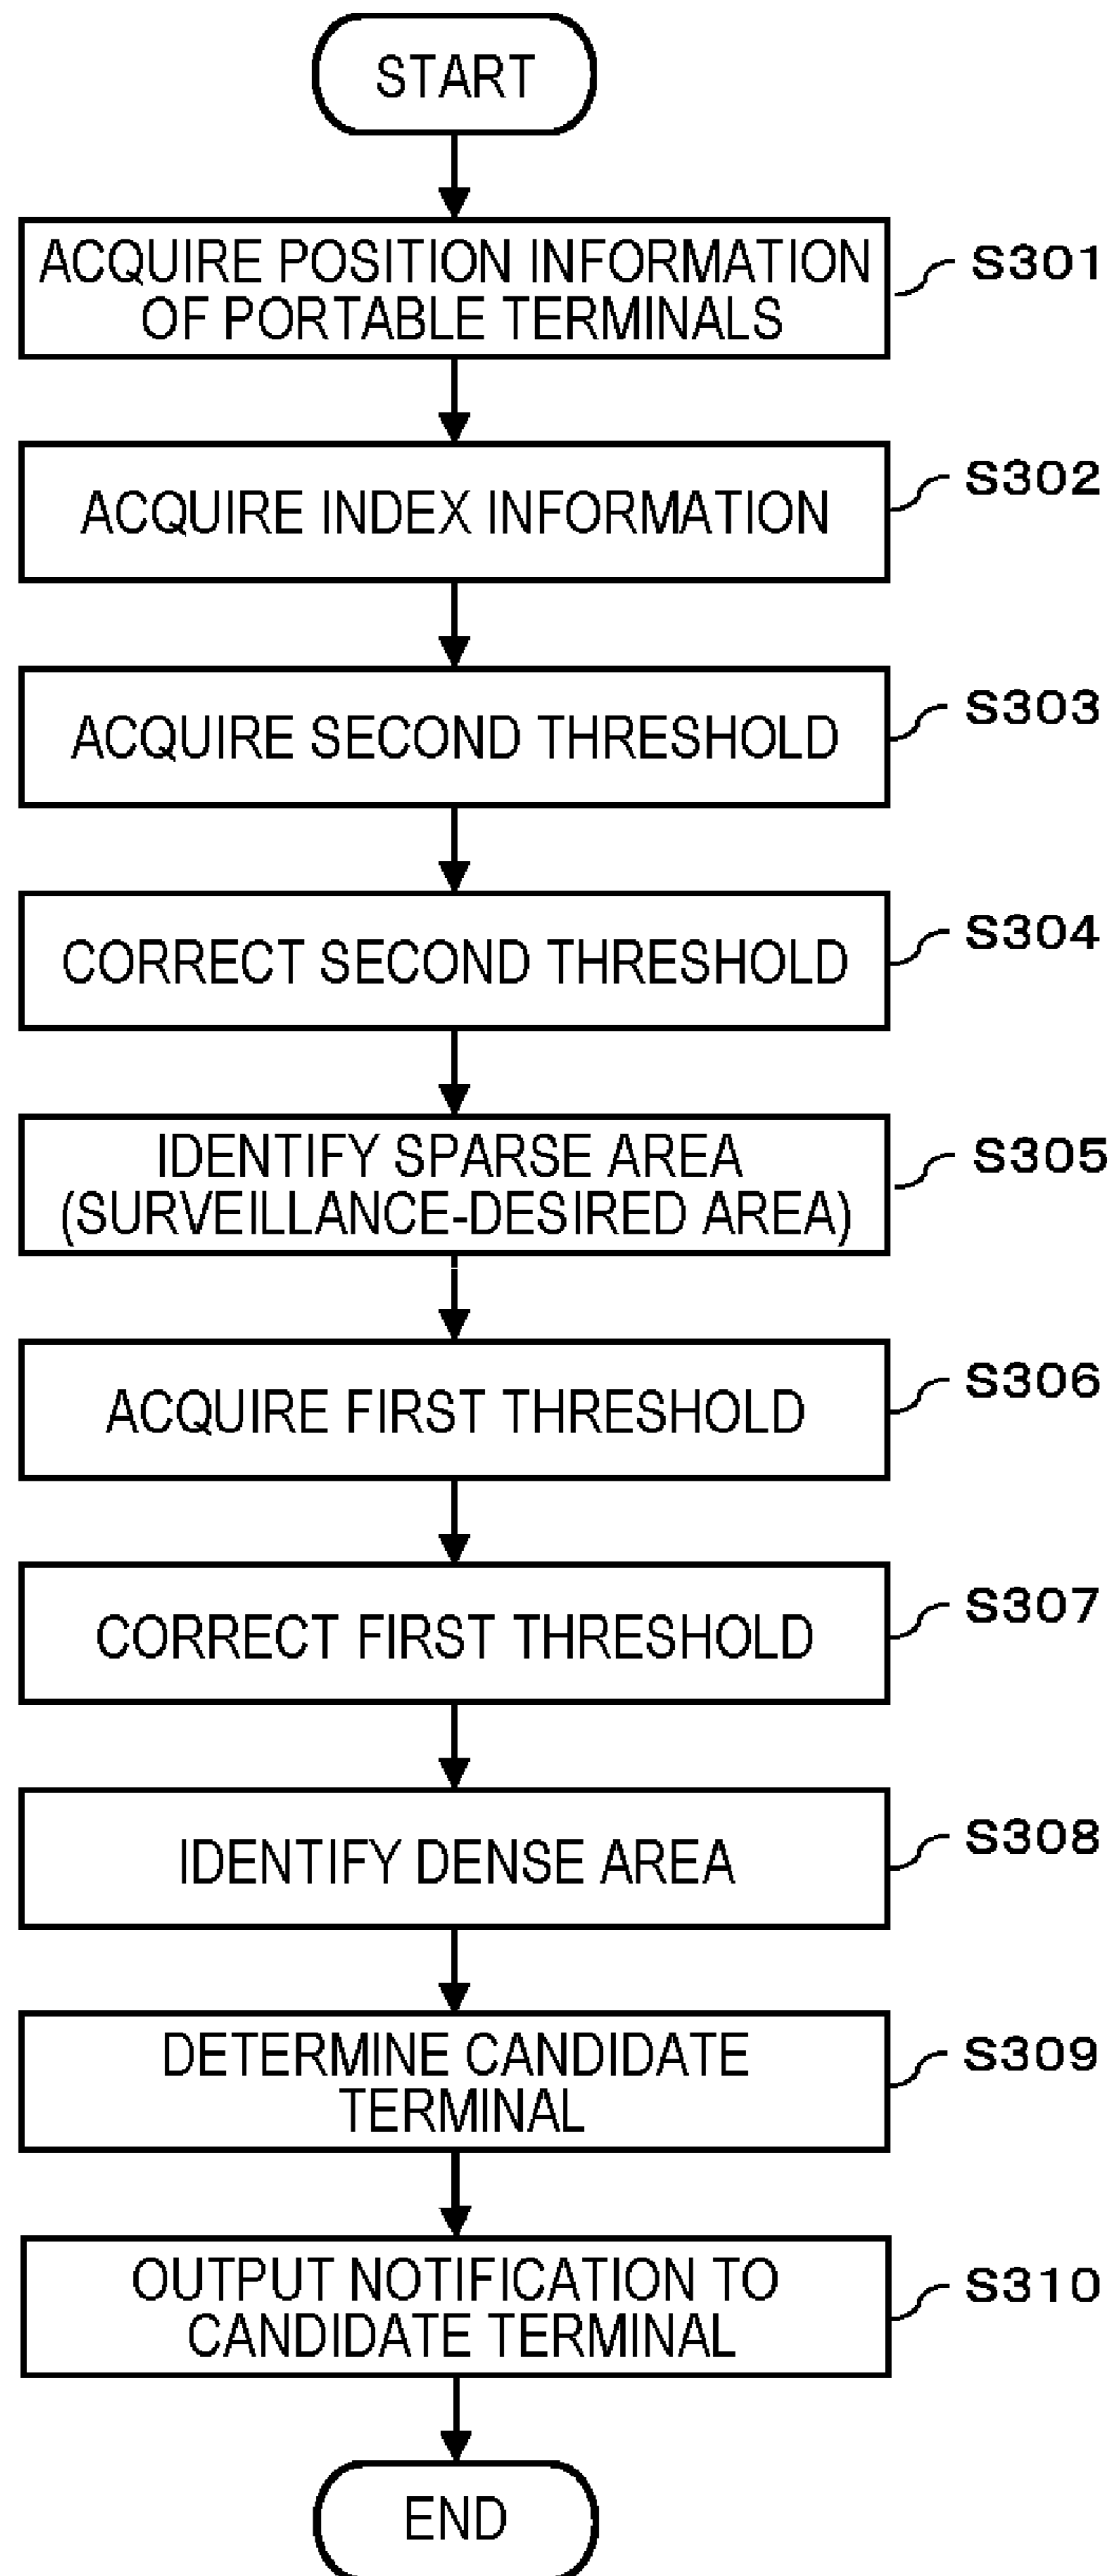 START
ACQUIRE POSITION INFORMATION
OF PORTABLE TERMINALS
S301
ACQUIRE INDEX INFORMATION
S302
ACQUIRE SECOND THRESHOLD
S303
CORRECT SECOND THRESHOLD
S304
IDENTIFY SPARSE AREA
(SURVEILLANCE-DESIRED AREA)
S305
ACQUIRE FIRST THRESHOLD
S306
CORRECT FIRST THRESHOLD
S307
IDENTIFY DENSE AREA
S308
DETERMINE CANDIDATE
TERMINAL
S309
OUTPUT NOTIFICATION TO
CANDIDATE TERMINAL
S310
END